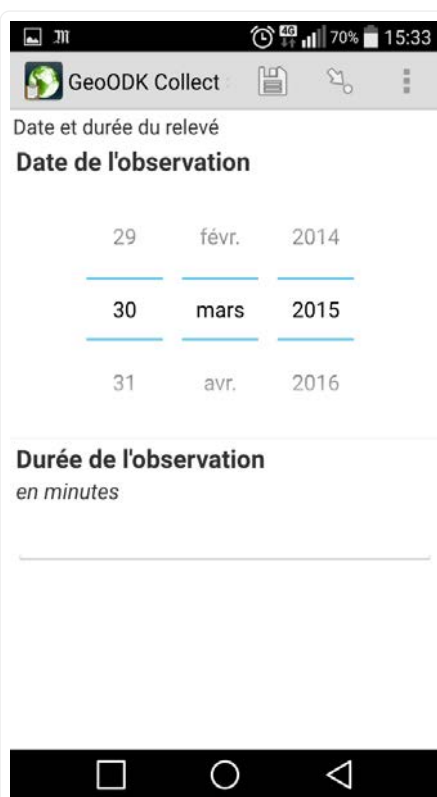 4G 70% 15:33
GeoODK Collect
Date et durée du relevé
Date de l'observation
29 févr. 2014
30 mars 2015
31 avr. 2016
Durée de l'observation
en minutes